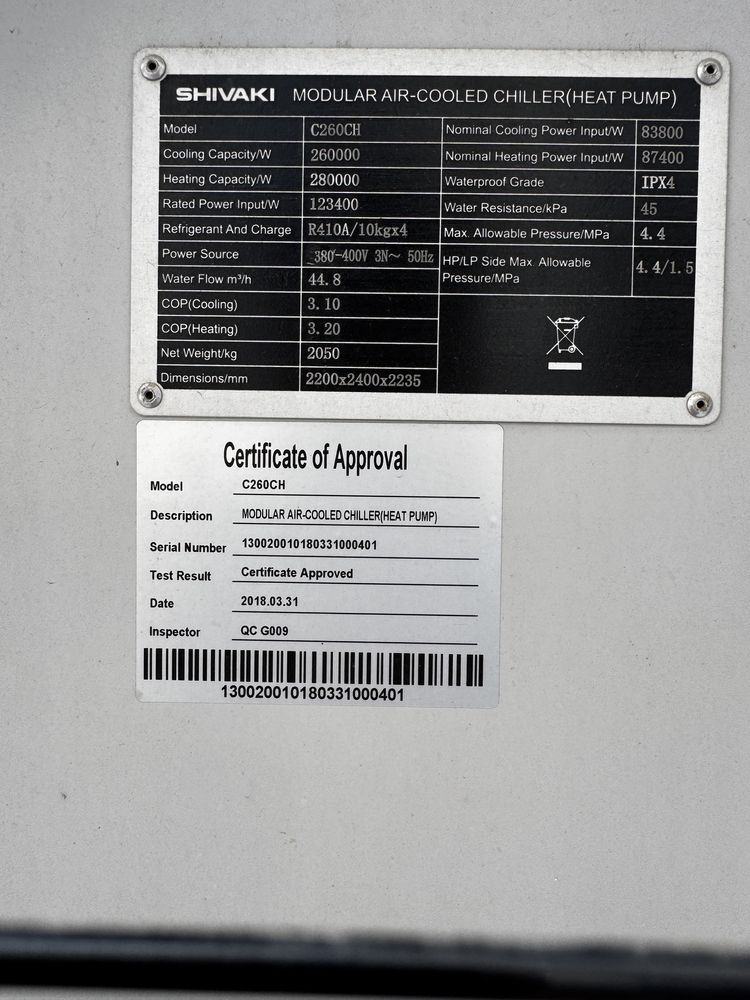 SHIVAKI MODULAR AIR-COOLED CHILLER(HEAT PUMP)
Model C260CH
Cooling Capacity/W 260000
Heating Capacity/W 280000
Rated Power Input/W 123400
Refrigerant And Charge R410A/10kgx4
Power Source 380-400V 3N~ 50Hz
Water Flow m³/h 44.8
COP(Cooling) 3.10
COP(Heating) 3.20
Net Weight/kg 2050
Dimensions/mm 2200x2400x2235
Nominal Cooling Power Input/W 83800
Nominal Heating Power Input/W 87400
Waterproof Grade IPX4
Water Resistance/kPa 45
Max. Allowable Pressure/MPa 4.4
HP/LP Side Max. Allowable
Pressure/MPa 4.4/1.5
Certificate of Approval
Model C260CH
Description MODULAR AIR-COOLED CHILLER(HEAT PUMP)
Serial Number 130020010180331000401
Test Result Certificate Approved
Date 2018.03.31
Inspector QC G009
130020010180331000401